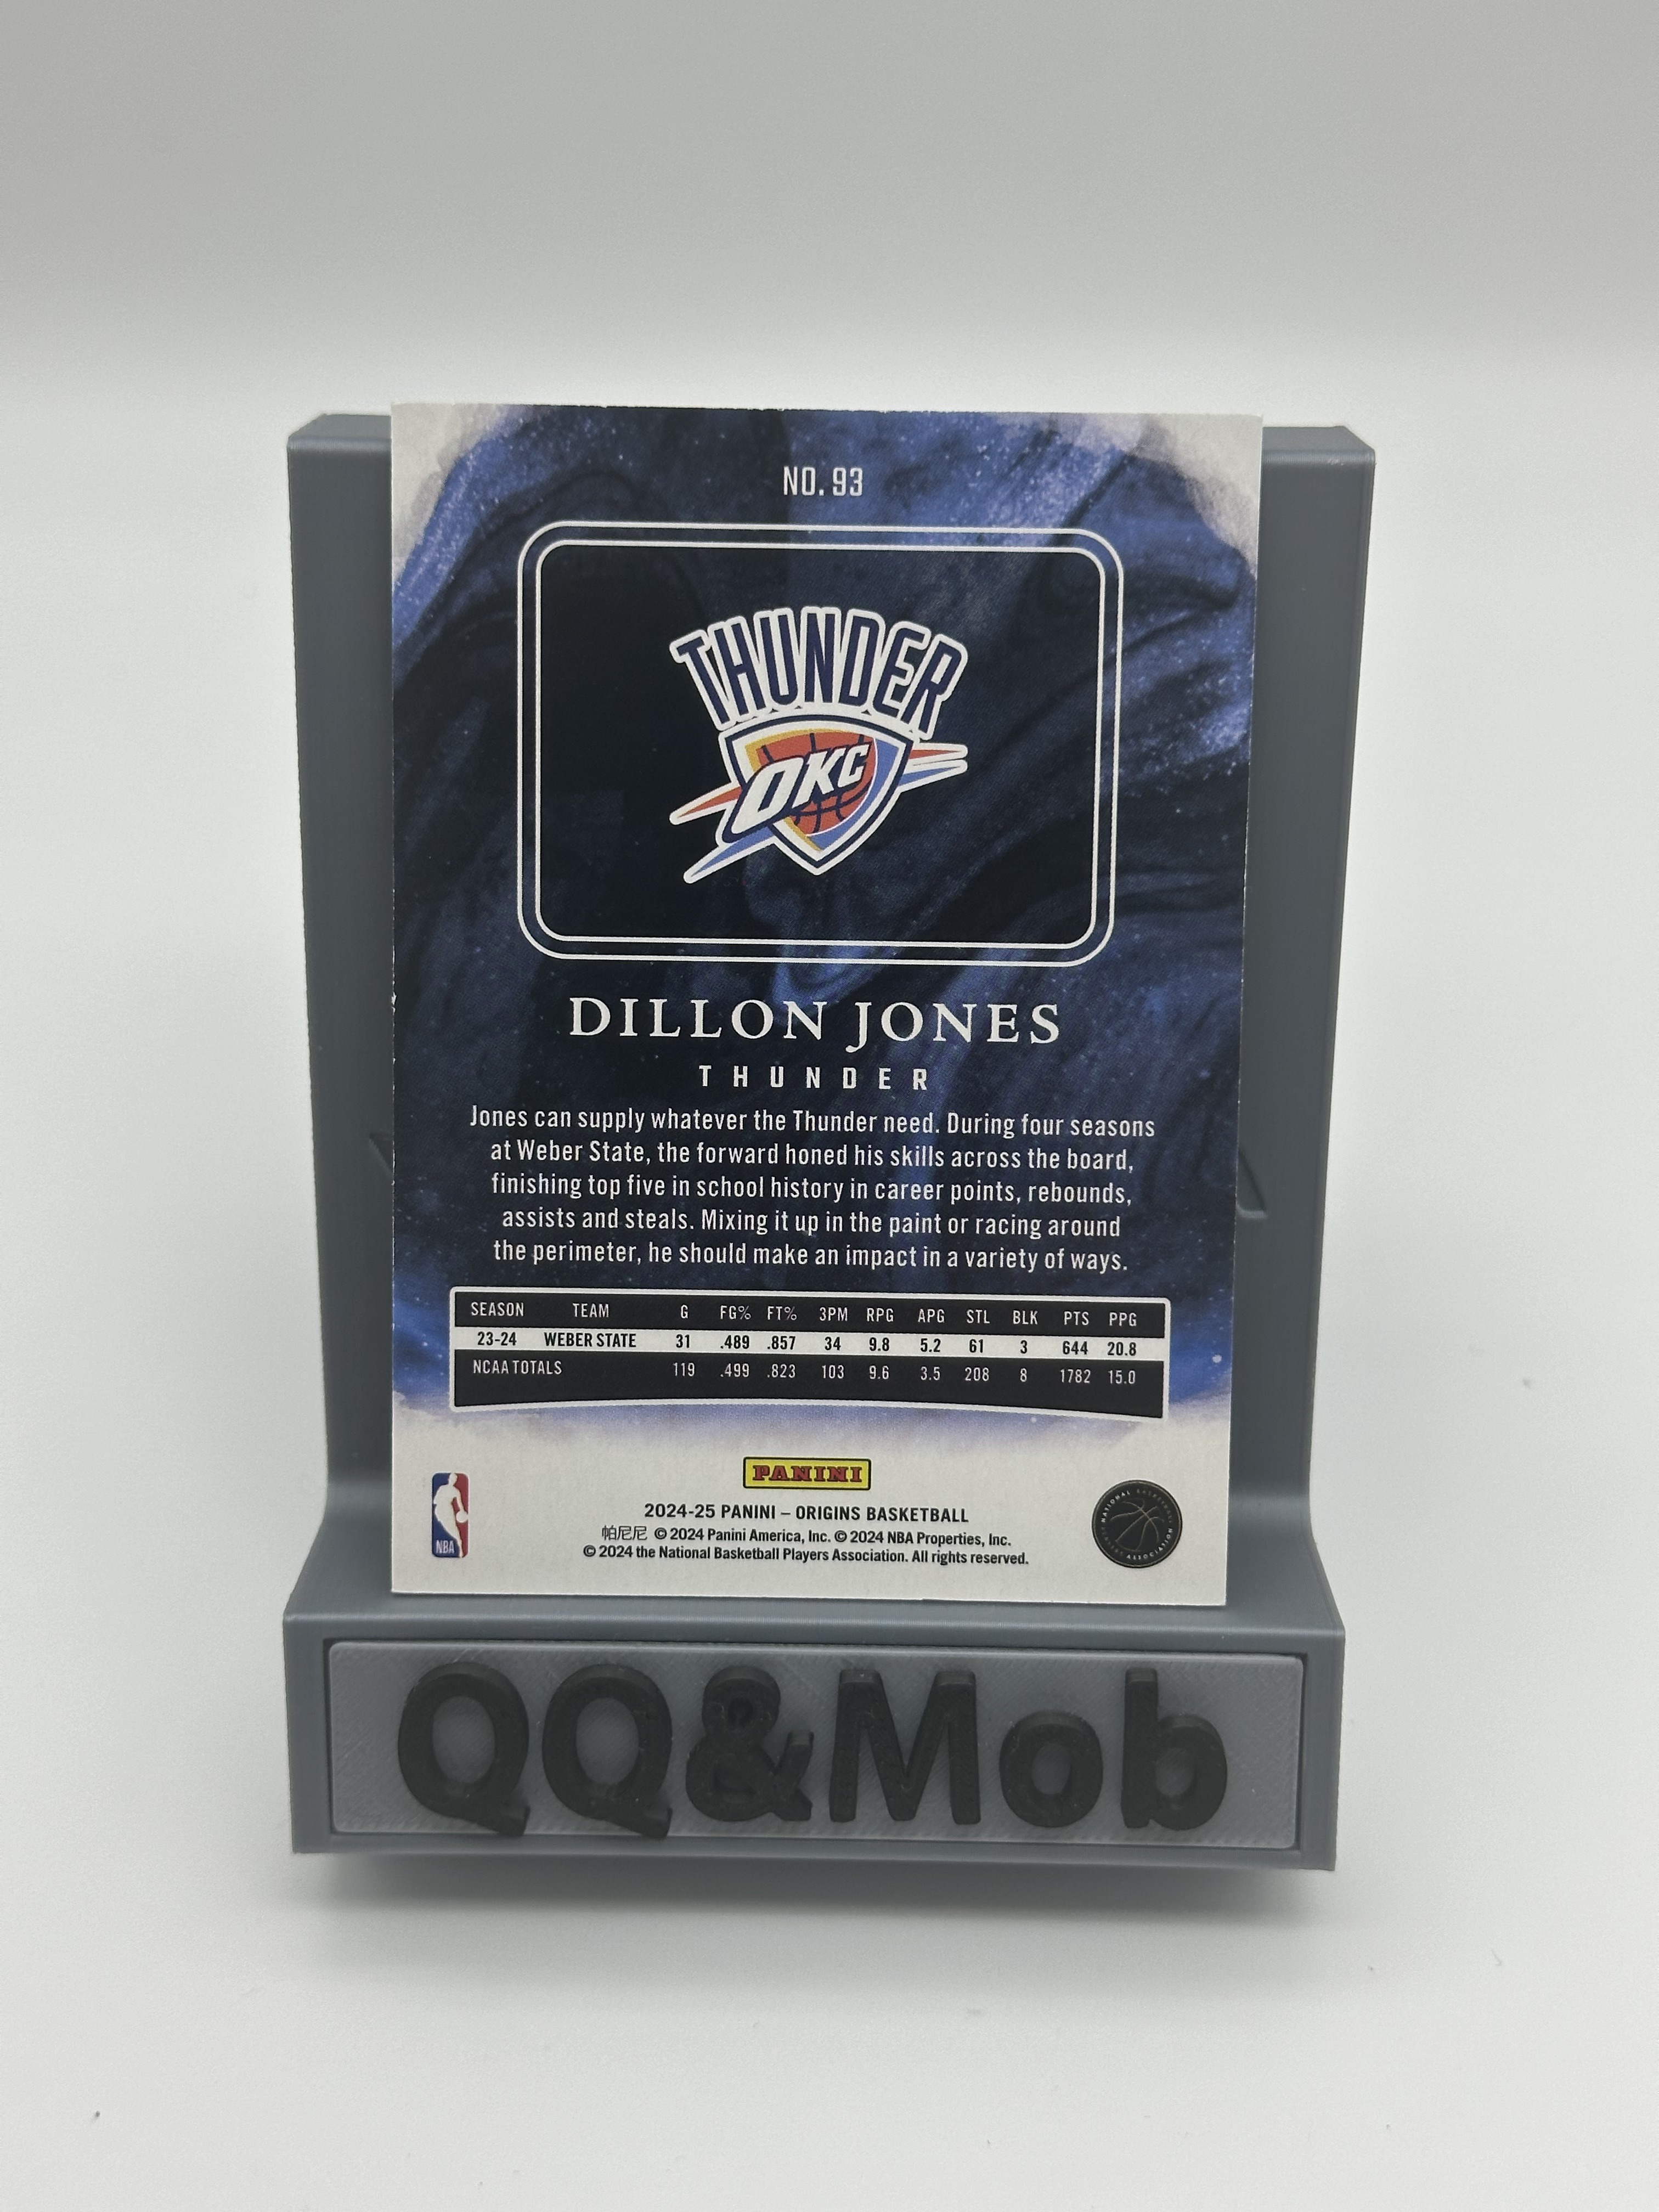 NO. 93
THUNDER
OKC
DILLON JONES
THUNDER
Jones can supply whatever the Thunder need. During four seasons
at Weber State, the forward honed his skills across the board,
finishing top five in school history in career points, rebounds,
assists and steals. Mixing it up in the paint or racing around
the perimeter, he should make an impact in a variety of ways.
SEASON TEAM G FG% FT% 3PM RPG APG STL BLK PTS PPG
23-24 WEBER STATE 31 .489 .857 34 9.8 5.2 61 3 644 20.8
NCAA TOTALS 119 .499 .823 103 9.6 3.5 208 8 1782 15.0
PANINI
2024-25 PANINI – ORIGINS BASKETBALL
帕尼尼 © 2024 Panini America, Inc. © 2024 NBA Properties, Inc.
© 2024 the National Basketball Players Association. All rights reserved.
NBA
NATIONAL BASKETBALL
ASSOCIATION
QQ&Mob